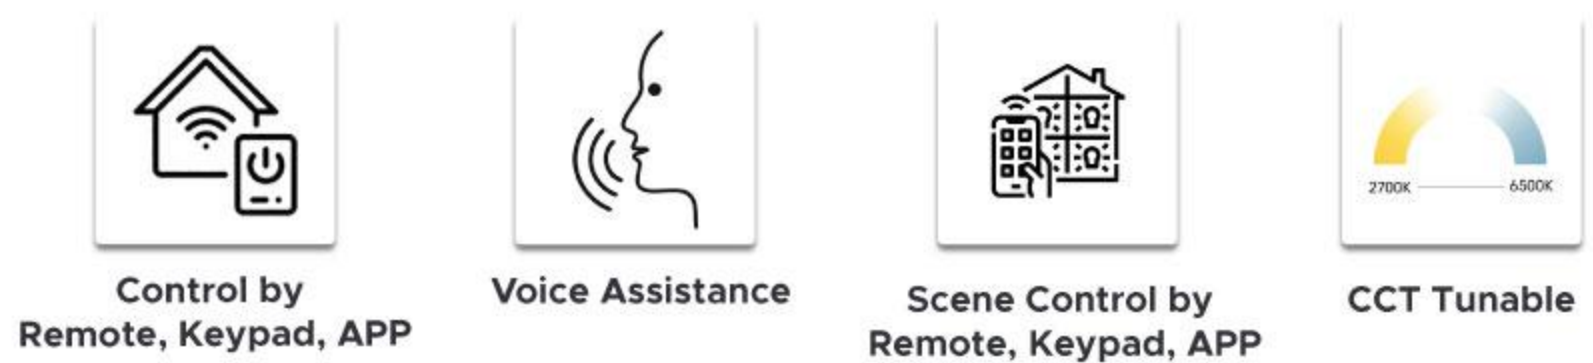 2700K
6500K
Control by
Remote, Keypad, APP
Voice Assistance
Scene Control by
Remote, Keypad, APP
CCT Tunable